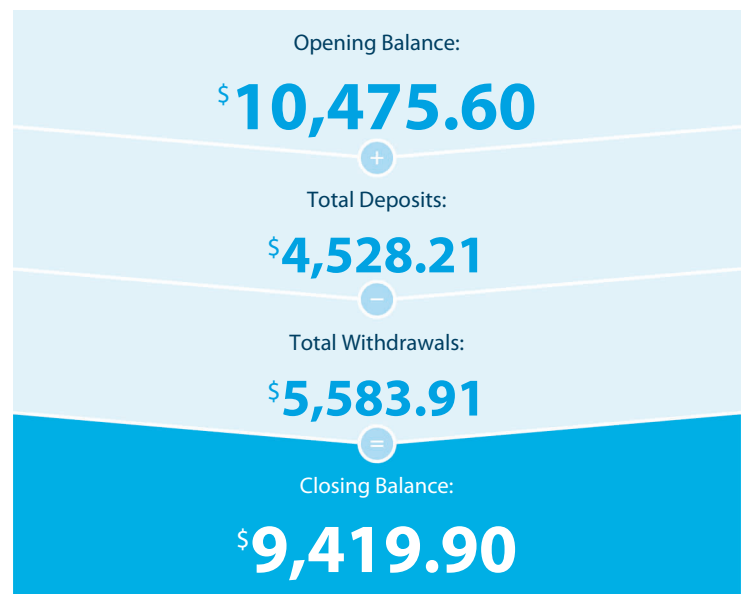 Opening Balance:
$10,475.60
+
Total Deposits:
$4,528.21
−
Total Withdrawals:
$5,583.91
=
Closing Balance:
$9,419.90